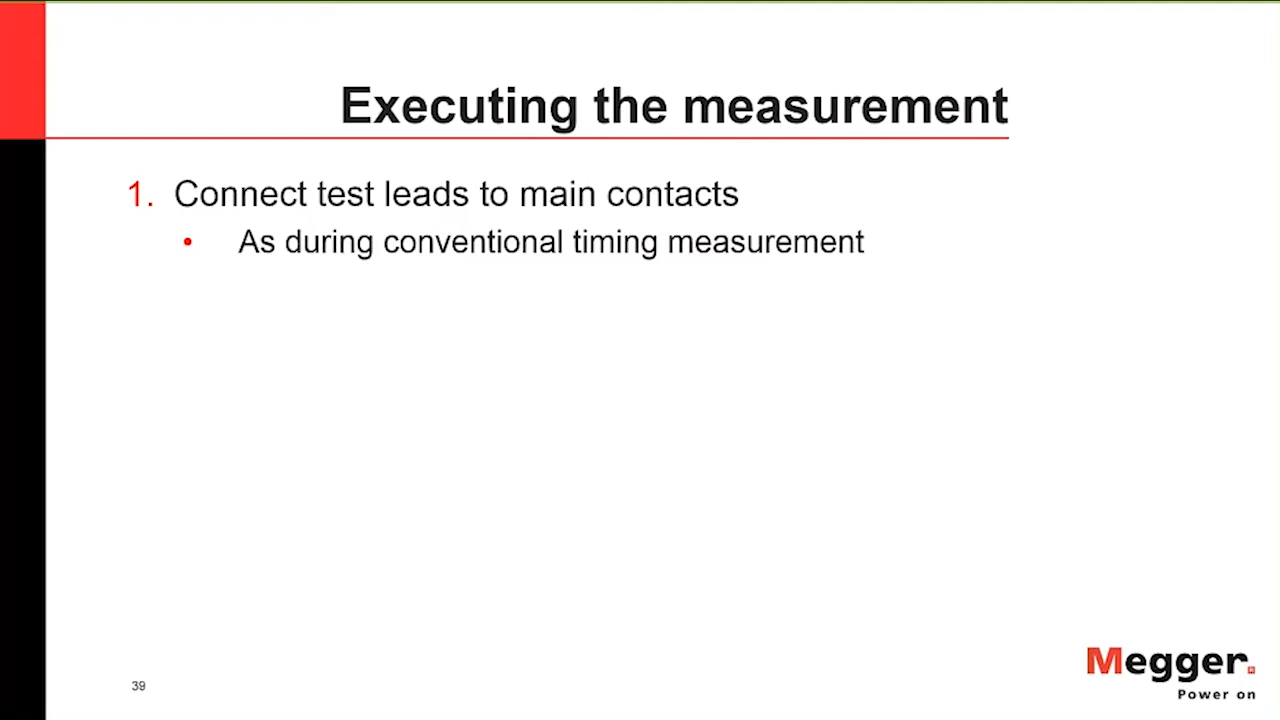 Executing the measurement
1. Connect test leads to main contacts
• As during conventional timing measurement
39
Megger.
Power on